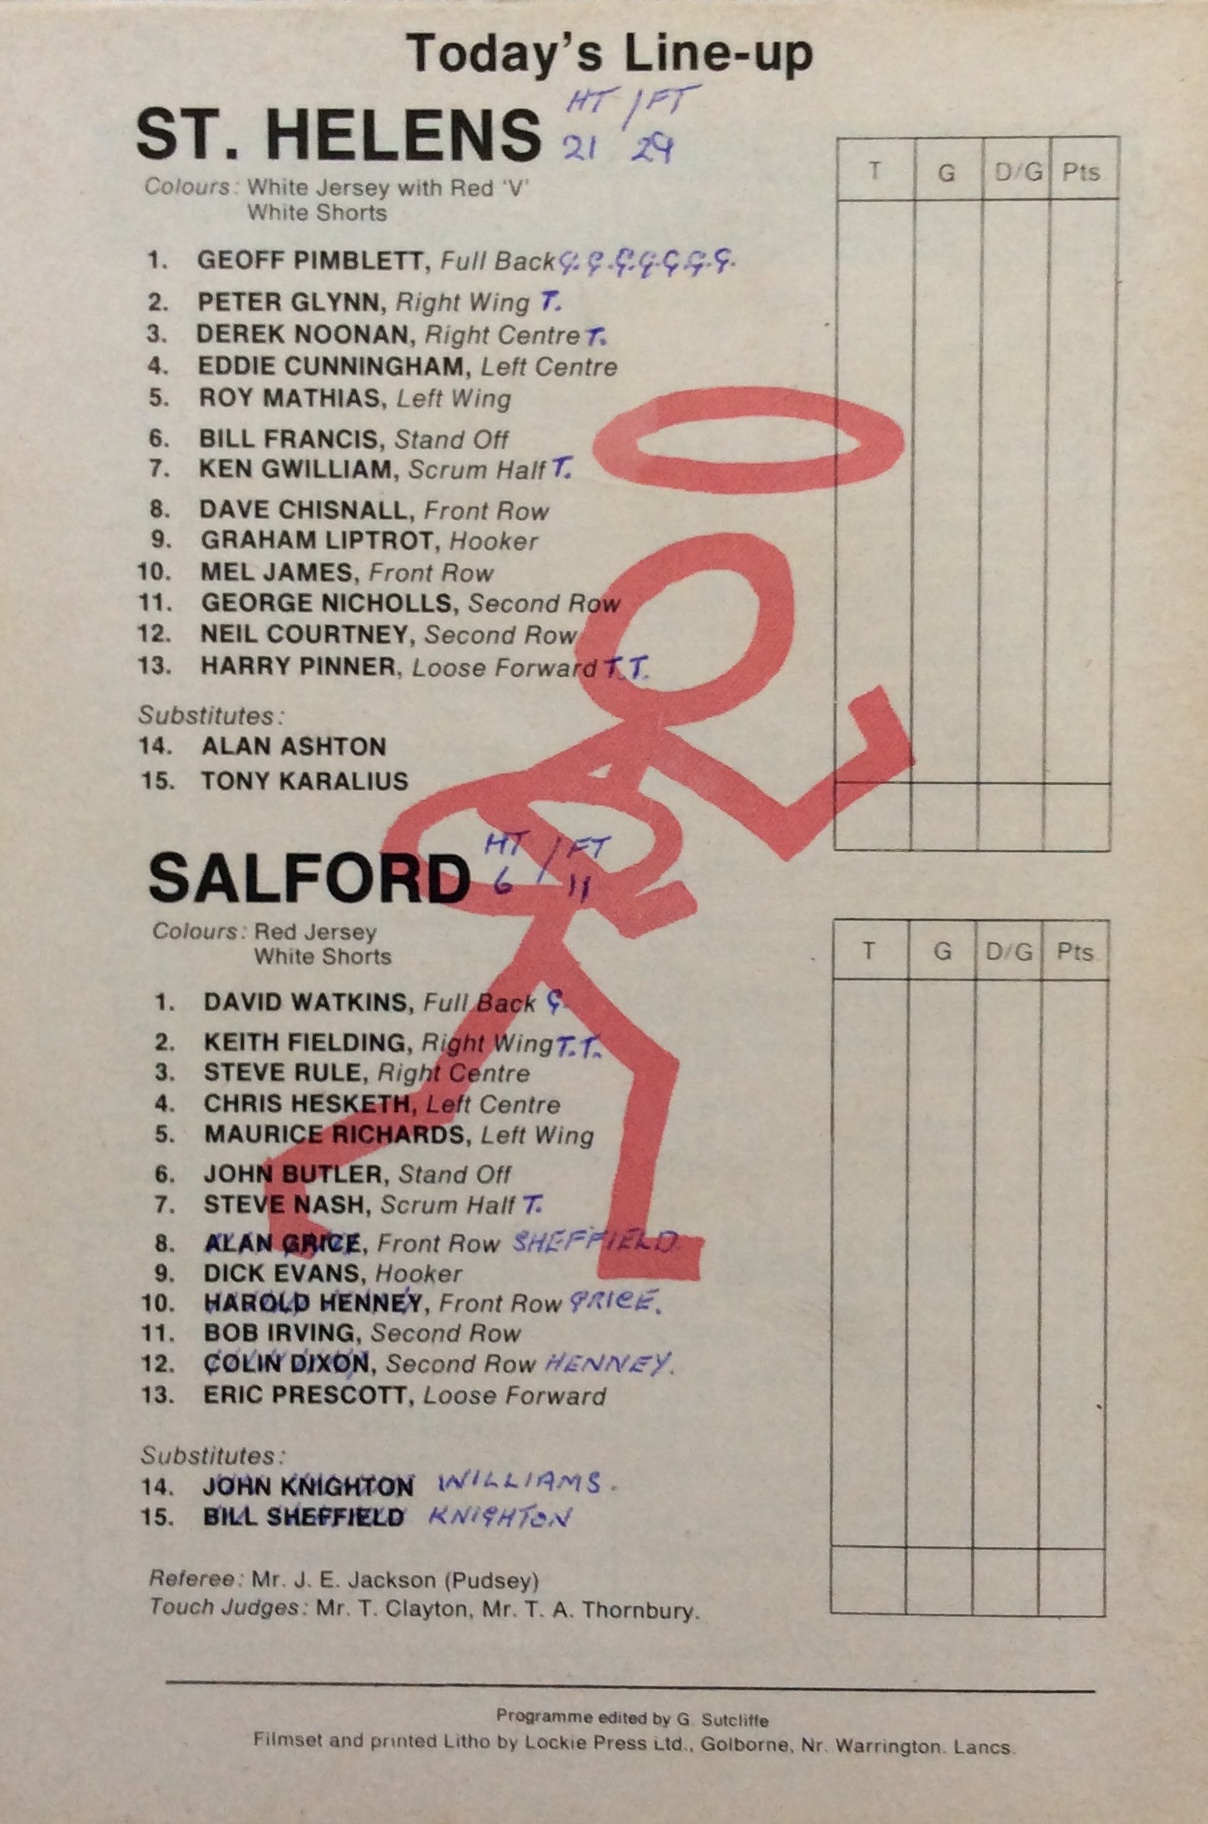 Today's Line-up
ST. HELENS HT / FT
21 29
Colours: White Jersey with Red 'V'
White Shorts
T G D/G Pts
1. GEOFF PIMBLETT, Full Back G. G. G. G. G. G. G.
2. PETER GLYNN, Right Wing T.
3. DEREK NOONAN, Right Centre T.
4. EDDIE CUNNINGHAM, Left Centre
5. ROY MATHIAS, Left Wing
6. BILL FRANCIS, Stand Off
7. KEN GWILLIAM, Scrum Half T.
8. DAVE CHISNALL, Front Row
9. GRAHAM LIPTROT, Hooker
10. MEL JAMES, Front Row
11. GEORGE NICHOLLS, Second Row
12. NEIL COURTNEY, Second Row
13. HARRY PINNER, Loose Forward T. T.
Substitutes:
14. ALAN ASHTON
15. TONY KARALIUS
SALFORD HT / FT
6 11
Colours: Red Jersey
White Shorts
T G D/G Pts
1. DAVID WATKINS, Full Back G.
2. KEITH FIELDING, Right Wing T. T.
3. STEVE RULE, Right Centre
4. CHRIS HESKETH, Left Centre
5. MAURICE RICHARDS, Left Wing
6. JOHN BUTLER, Stand Off
7. STEVE NASH, Scrum Half T.
8. ALAN GRICE, Front Row SHEFFIELD
9. DICK EVANS, Hooker
10. HAROLD HENNEY, Front Row GRICE.
11. BOB IRVING, Second Row
12. COLIN DIXON, Second Row HENNEY.
13. ERIC PRESCOTT, Loose Forward
Substitutes:
14. JOHN KNIGHTON WILLIAMS.
15. BILL SHEFFIELD KNIGHTON
Referee: Mr. J. E. Jackson (Pudsey)
Touch Judges: Mr. T. Clayton, Mr. T. A. Thornbury.
Programme edited by G. Sutcliffe
Filmset and printed Litho by Lockie Press Ltd., Golborne, Nr. Warrington. Lancs.